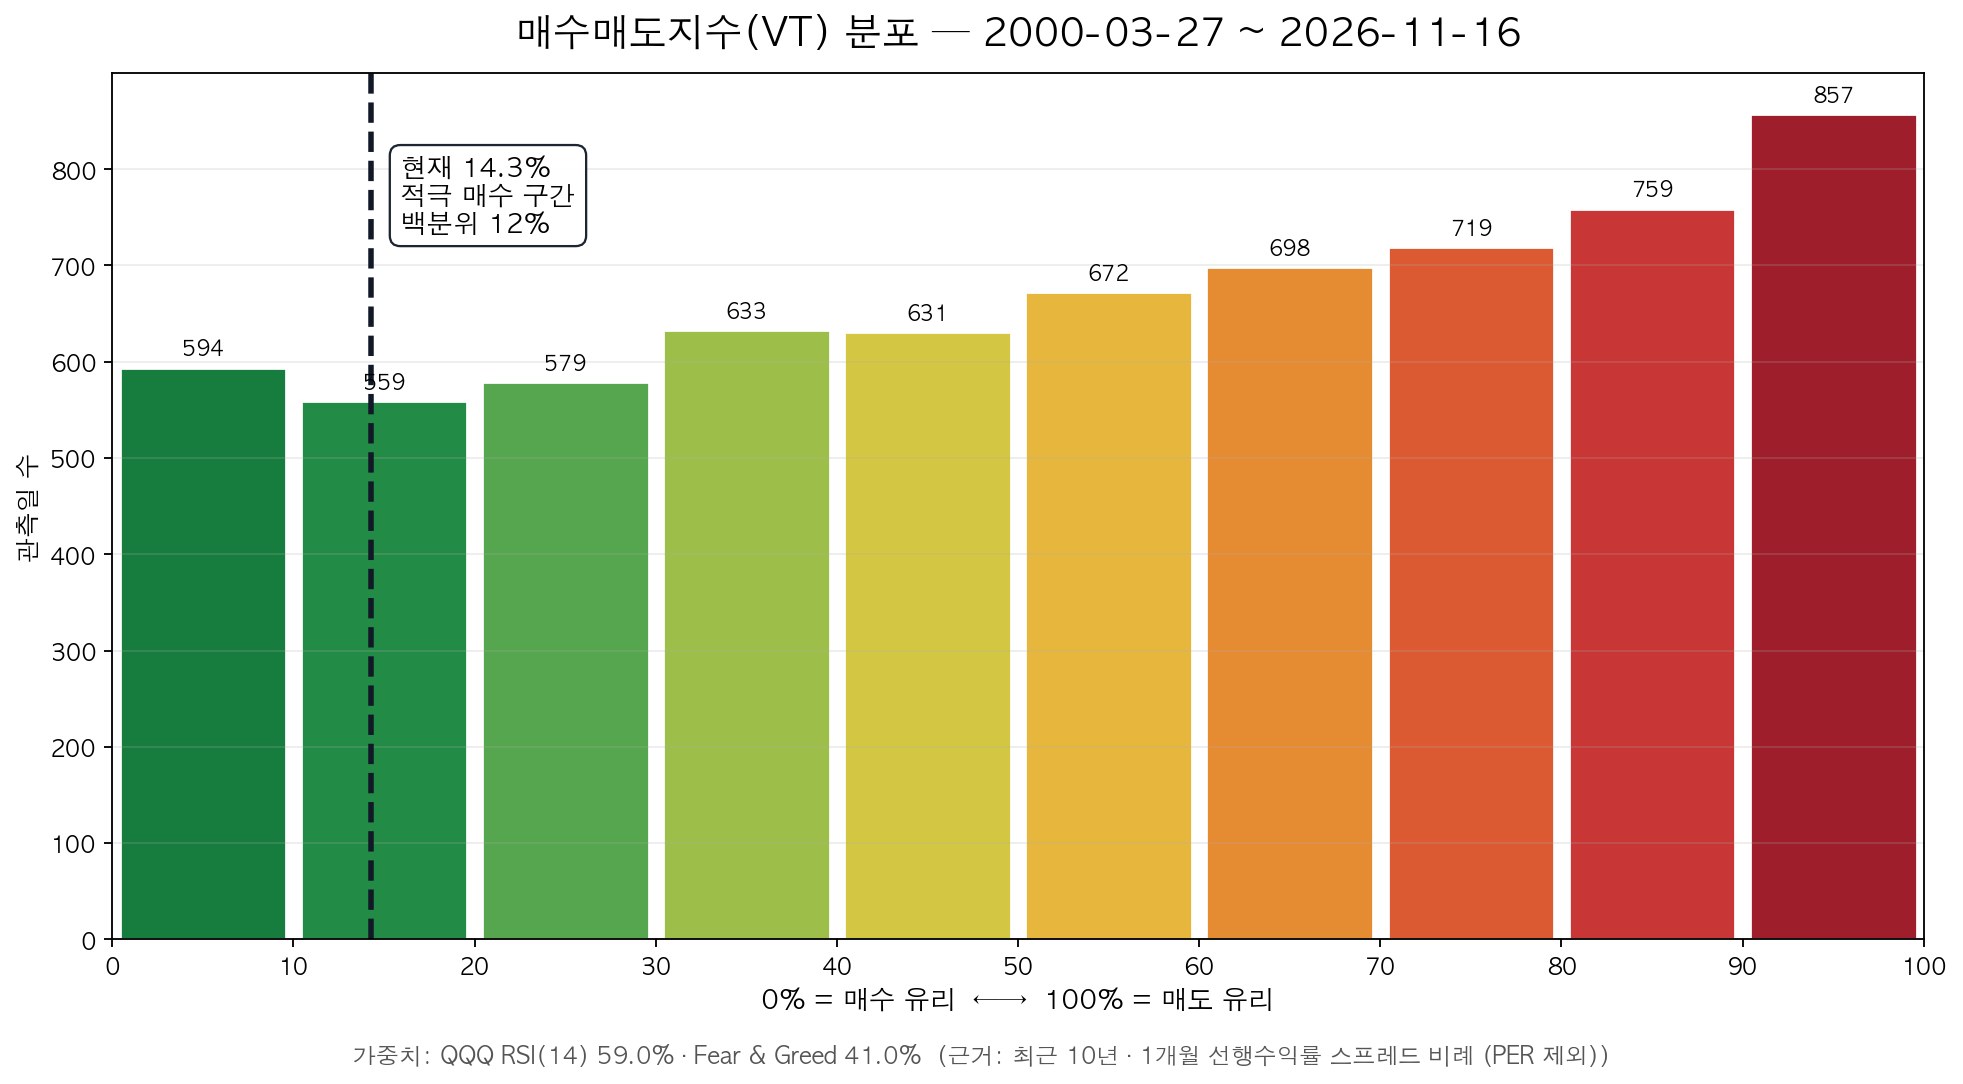 매수매도지수(VT) 분포 — 2000-03-27 ~ 2026-11-16
현재 14.3%
적극 매수 구간
백분위 12%
594
559
579
633
631
672
698
719
759
857
관측일 수
800
700
600
500
400
300
200
100
0
0 10 20 30 40 50 60 70 80 90 100
0% = 매수 유리 ⟷ 100% = 매도 유리
가중치: QQQ RSI(14) 59.0% · Fear & Greed 41.0% (근거: 최근 10년 · 1개월 선행수익률 스프레드 비례 (PER 제외))